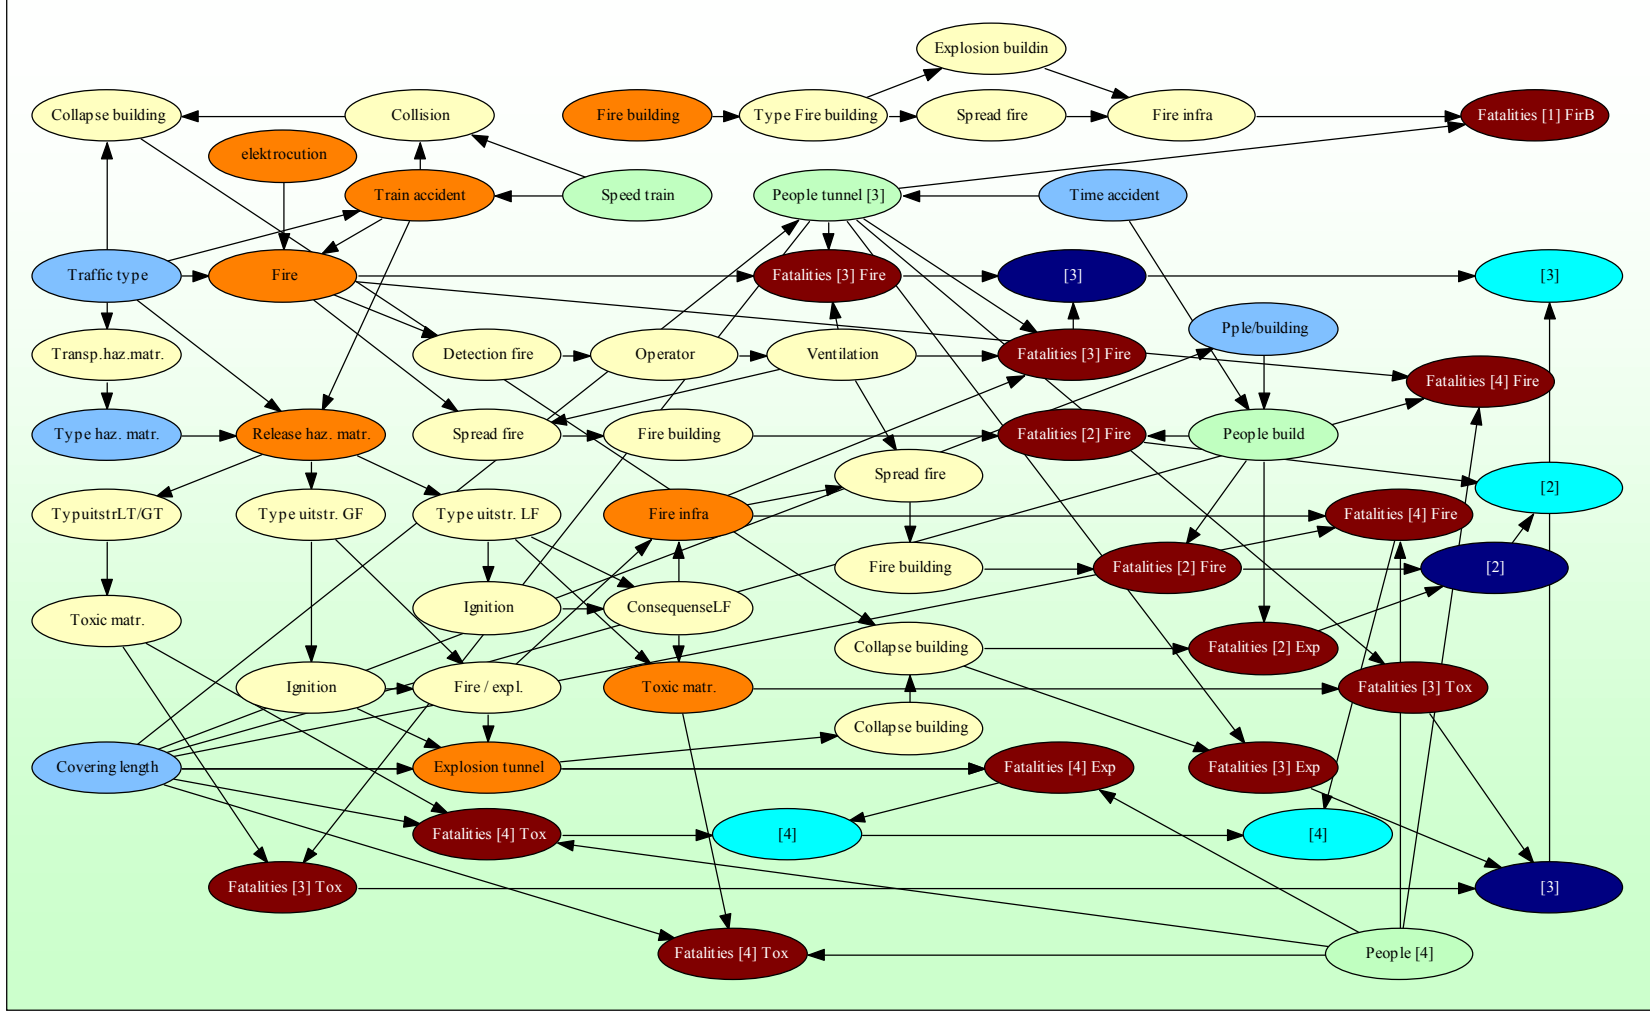 Explosion buildin
Collapse building
Collision
Fire building
Type Fire building
Spread fire
Fire infra
Fatalities [1] FirB
elektrocution
Train accident
Speed train
People tunnel [3]
Time accident
Traffic type
Fire
Fatalities [3] Fire
[3]
[3]
Pple/building
Transp.haz.matr.
Detection fire
Operator
Ventilation
Fatalities [3] Fire
Fatalities [4] Fire
Type haz. matr.
Release haz. matr.
Spread fire
Fire building
Fatalities [2] Fire
People build
Spread fire
[2]
TypuitstrLT/GT
Type uitstr. GF
Type uitstr. LF
Fire infra
Fatalities [4] Fire
Fire building
Fatalities [2] Fire
[2]
Toxic matr.
Ignition
ConsequenseLF
Collapse building
Fatalities [2] Exp
Ignition
Fire / expl.
Toxic matr.
Fatalities [3] Tox
Collapse building
Covering length
Explosion tunnel
Fatalities [4] Exp
Fatalities [3] Exp
Fatalities [4] Tox
[4]
[4]
Fatalities [3] Tox
[3]
Fatalities [4] Tox
People [4]